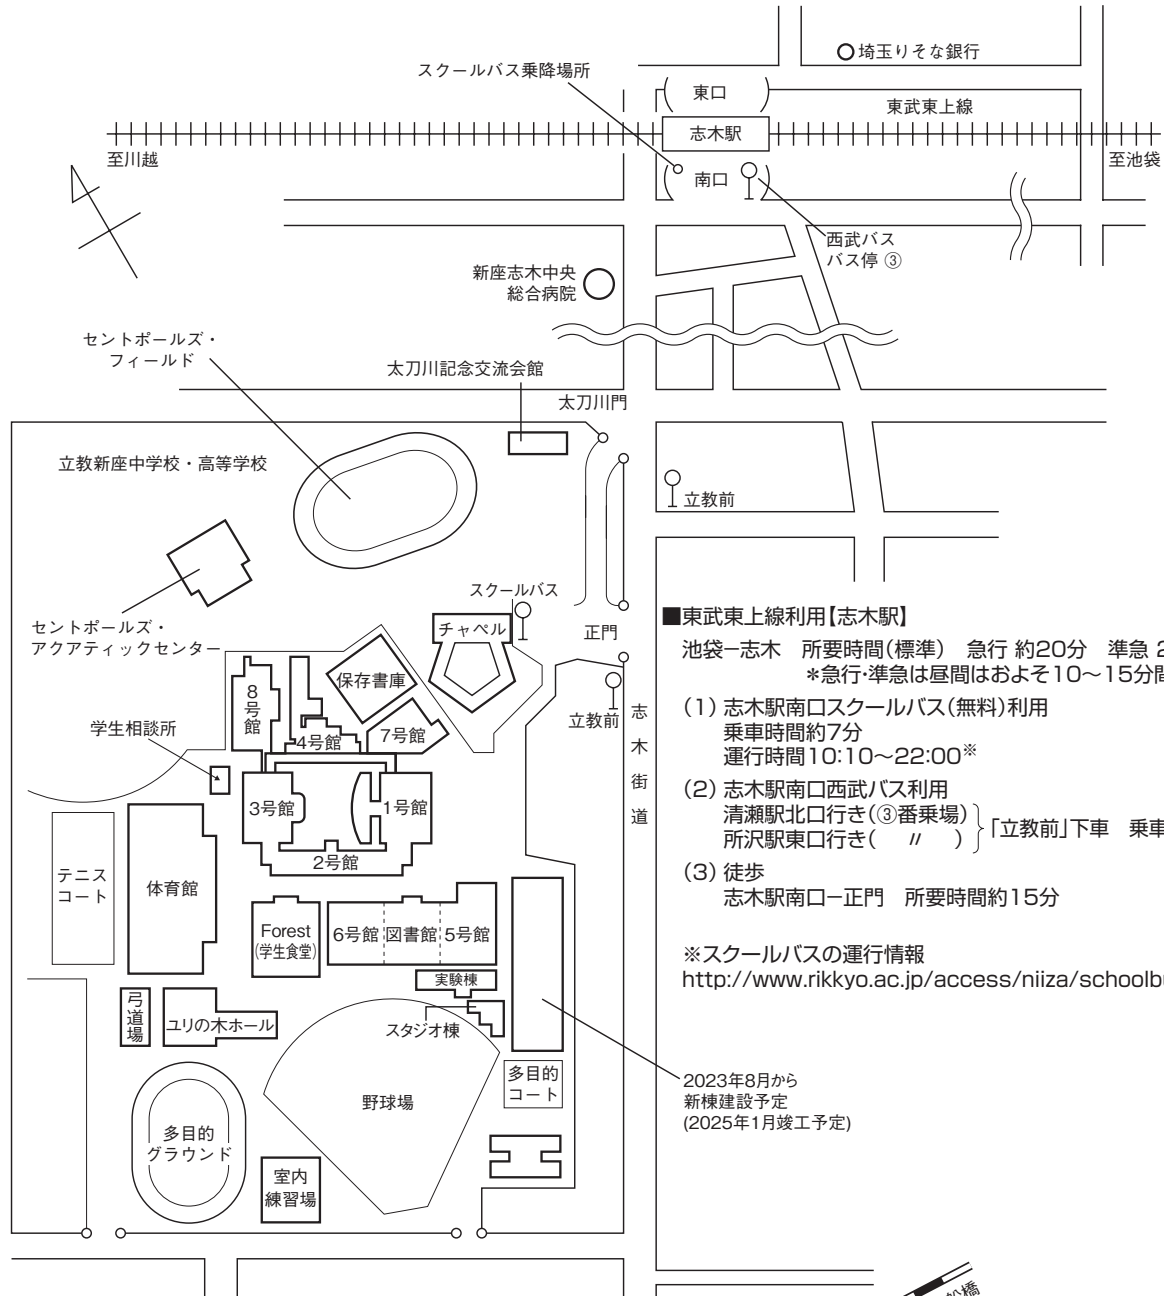 埼玉りそな銀行
スクールバス乗降場所
東口
東武東上線
志木駅
至川越
至池袋
南口
西武バス
バス停 ③
新座志木中央
総合病院
セントポールズ・
フィールド
太刀川記念交流会館
太刀川門
立教新座中学校・高等学校
立教前
セントポールズ・
アクアティックセンター
スクールバス
チャペル
正門
保存書庫
8号館
4号館
7号館
立教前
志木街道
学生相談所
3号館
1号館
2号館
テニス
コート
体育館
Forest
(学生食堂)
6号館
図書館
5号館
実験棟
スタジオ棟
弓道場
ユリの木ホール
多目的
コート
野球場
多目的
グラウンド
室内
練習場
2023年8月から
新棟建設予定
(2025年1月竣工予定)
■東武東上線利用【志木駅】
池袋−志木 所要時間(標準) 急行 約20分 準急 2
*急行・準急は昼間はおよそ10〜15分間
(1) 志木駅南口スクールバス(無料)利用
乗車時間約7分
運行時間10:10〜22:00※
(2) 志木駅南口西武バス利用
清瀬駅北口行き(③番乗場)
所沢駅東口行き( 〃 )
「立教前」下車 乗車
(3) 徒歩
志木駅南口−正門 所要時間約15分
※スクールバスの運行情報
http://www.rikkyo.ac.jp/access/niiza/schoolb